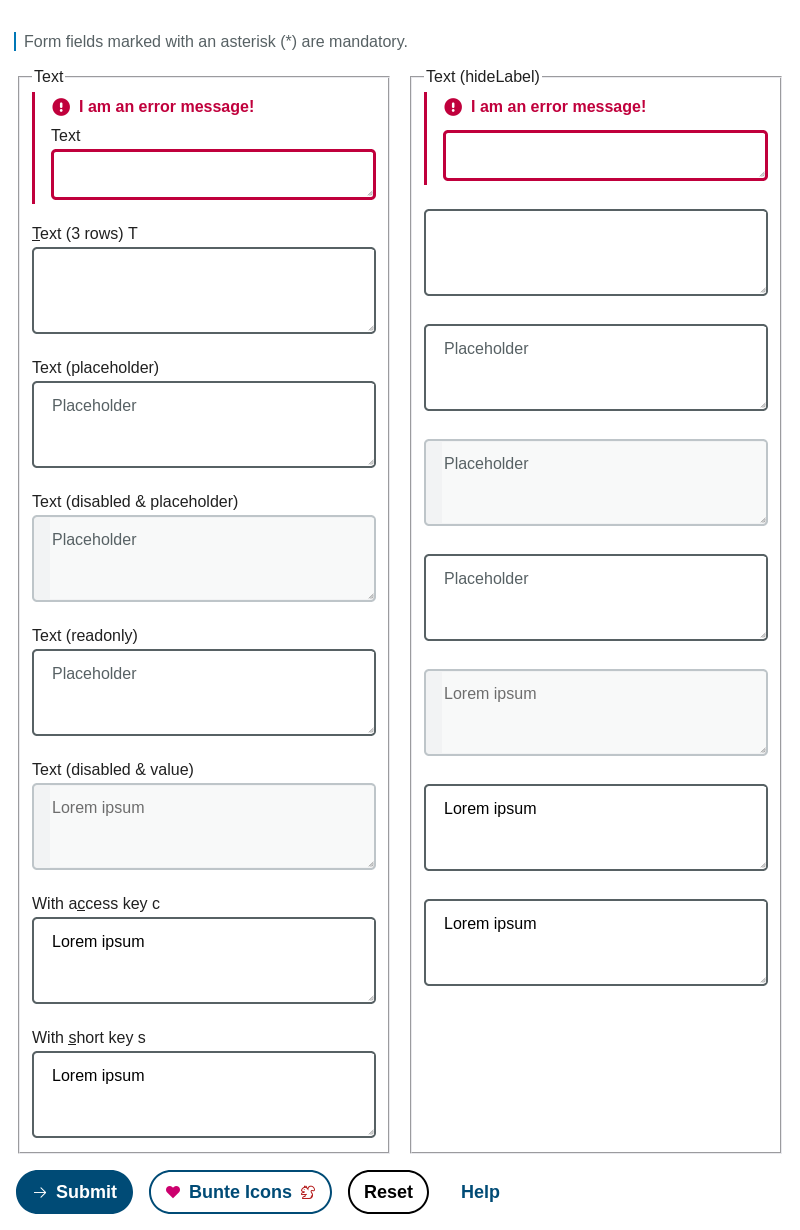 Form fields marked with an asterisk (*) are mandatory.
Text
I am an error message!
Text
Text (3 rows) T
Text (placeholder)
Placeholder
Text (disabled & placeholder)
Placeholder
Text (readonly)
Placeholder
Text (disabled & value)
Lorem ipsum
With access key c
Lorem ipsum
With short key s
Lorem ipsum
Text (hideLabel)
I am an error message!
Placeholder
Placeholder
Placeholder
Lorem ipsum
Lorem ipsum
Lorem ipsum
Submit
Bunte Icons
Reset
Help